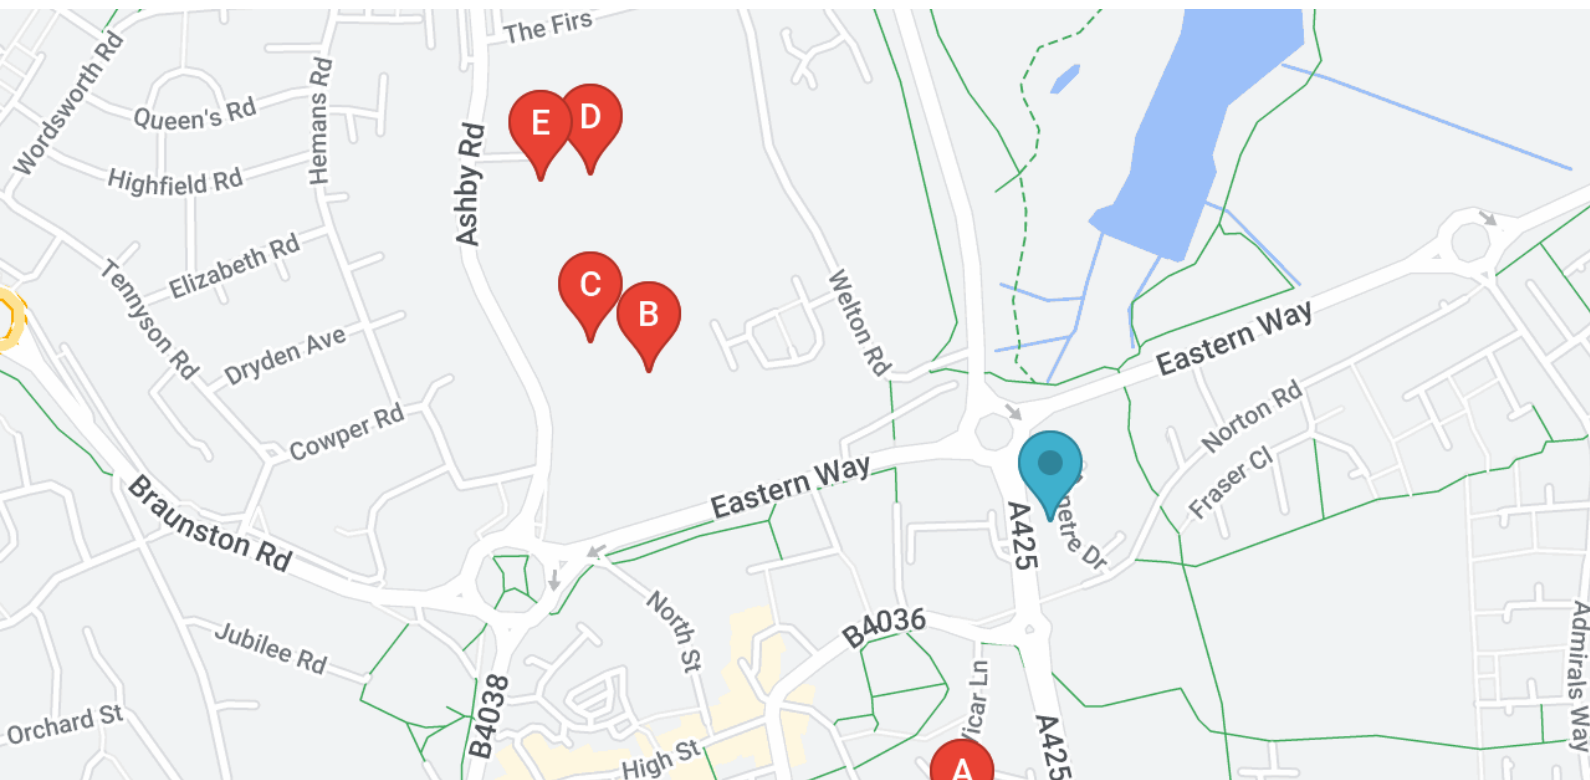 The Firs
Wordsworth Rd
Queen's Rd
Hemans Rd
Ashby Rd
E
D
Highfield Rd
Elizabeth Rd
Tennyson Rd
C
B
Welton Rd
Dryden Ave
Eastern Way
Cowper Rd
Norton Rd
Eastern Way
Fraser Cl
Braunston Rd
A425
netre Dr
North St
B4036
Jubilee Rd
Admirals Way
Vicar Ln
B4038
Orchard St
High St
A425
A